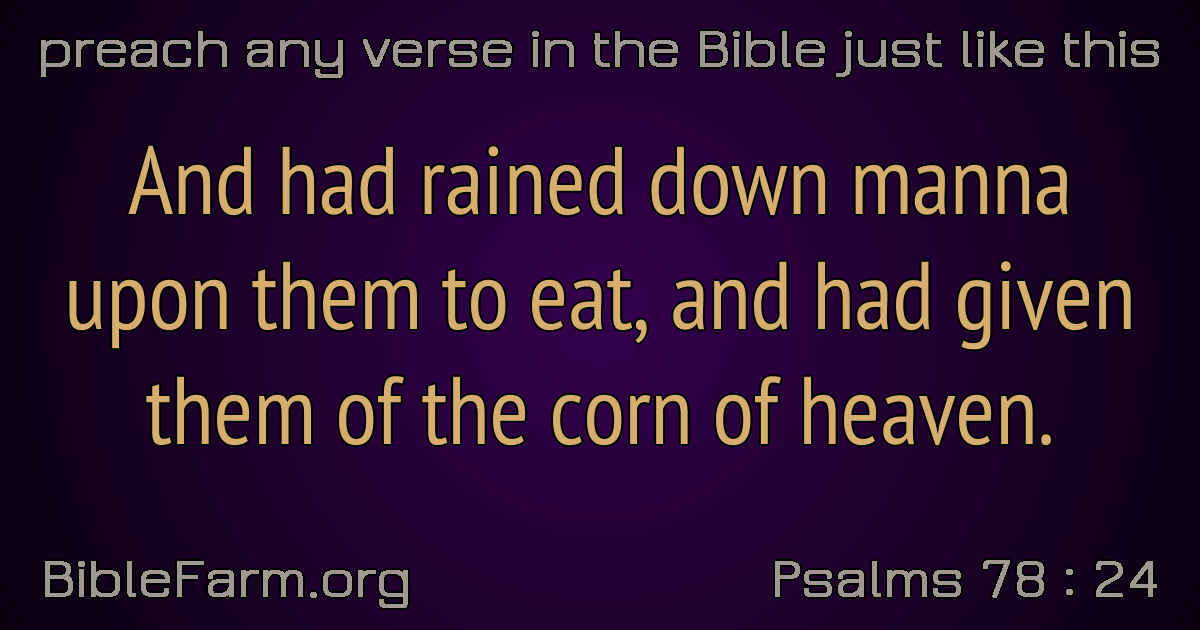 preach any verse in the Bible just like this
And had rained down manna
upon them to eat, and had given
them of the corn of heaven.
BibleFarm.org
Psalms 78 : 24